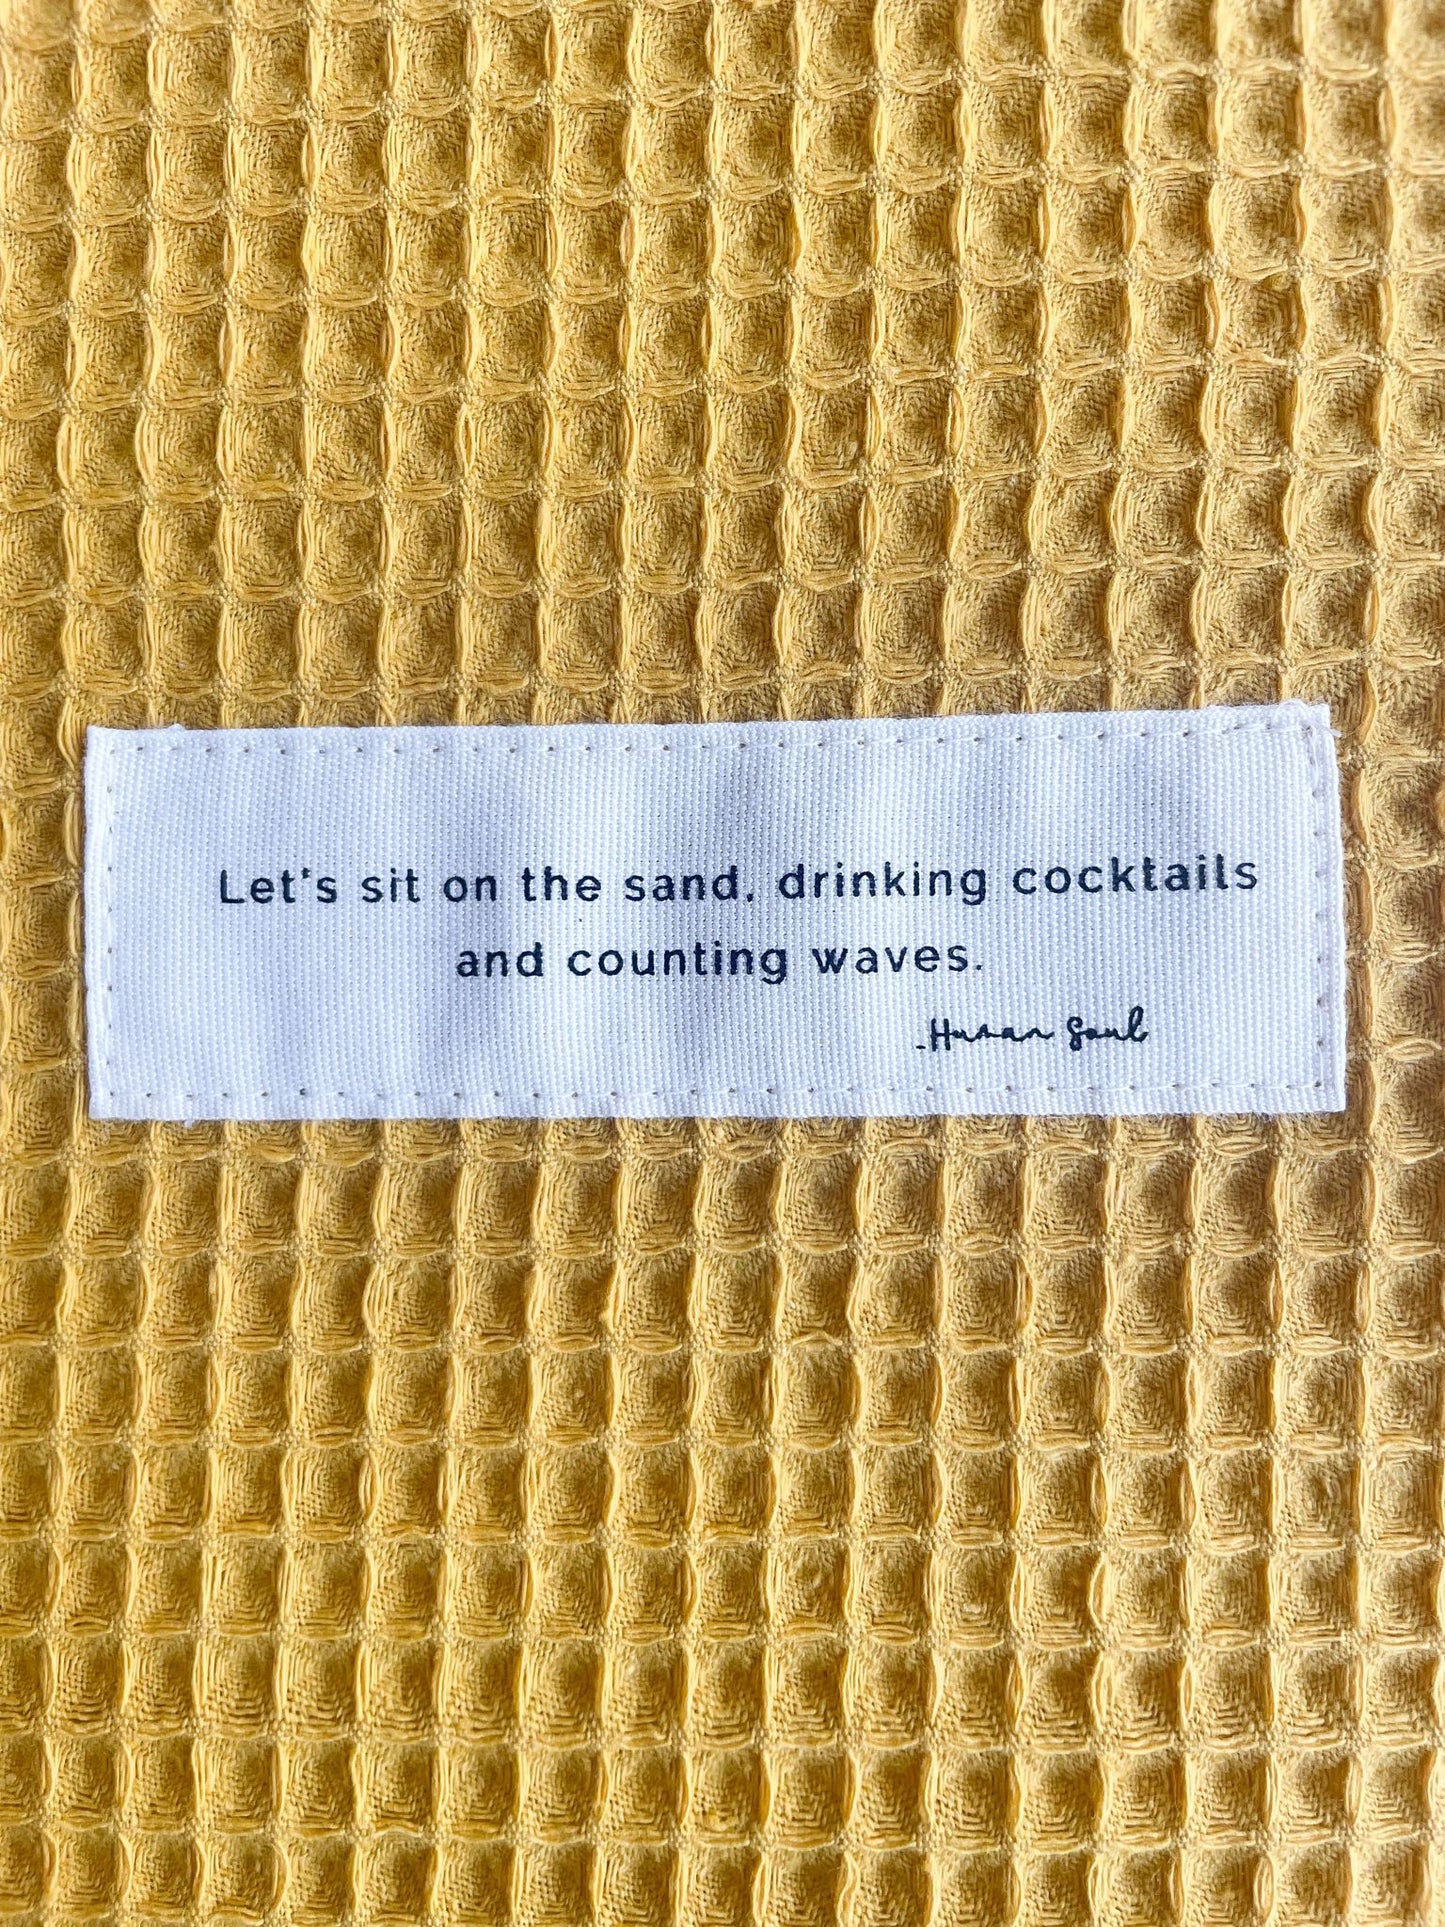 Let's sit on the sand, drinking cocktails
and counting waves.
-Human Soul